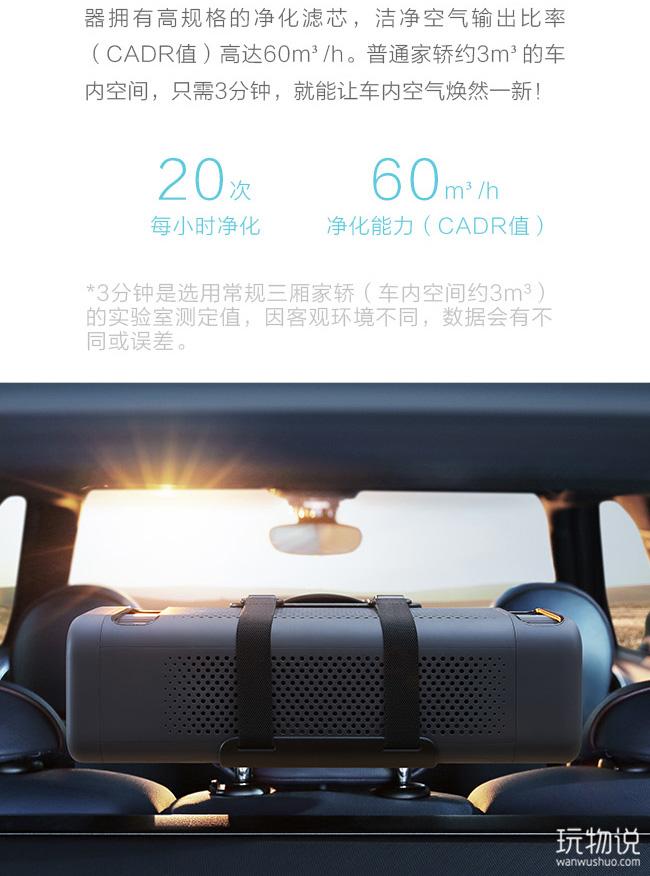 器拥有高规格的净化滤芯，洁净空气输出比率
（CADR值）高达60m³/h。普通家轿约3m³的车
内空间，只需3分钟，就能让车内空气焕然一新！
20次
60m³/h
每小时净化
净化能力（CADR值）
*3分钟是选用常规三厢家轿（车内空间约3m³）
的实验室测定值，因客观环境不同，数据会有不
同或误差。
玩物说
wanwushuo.com